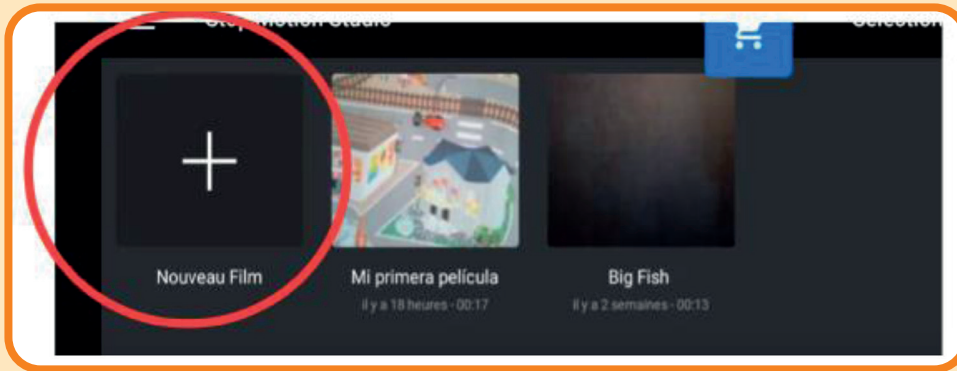 Stop Motion Studio
Sélection
Nouveau Film
Mi primera película
Big Fish
il y a 18 heures - 00:17
il y a 2 semaines - 00:13